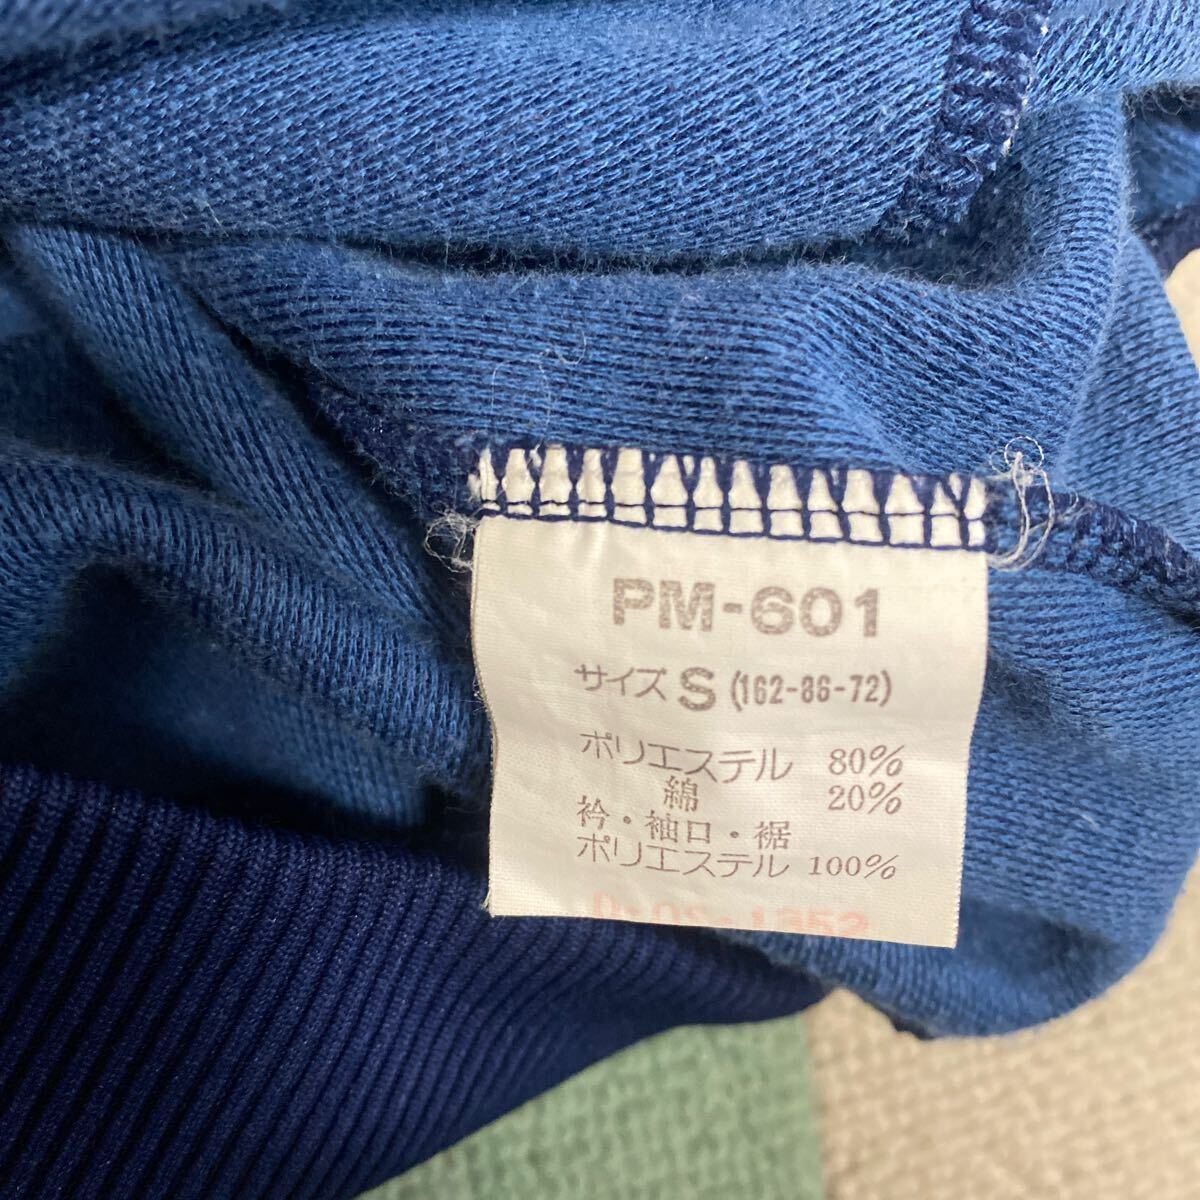 PM-601
サイズ S (162-86-72)
ポリエステル 80%
綿 20%
衿・袖口・裾
ポリエステル 100%